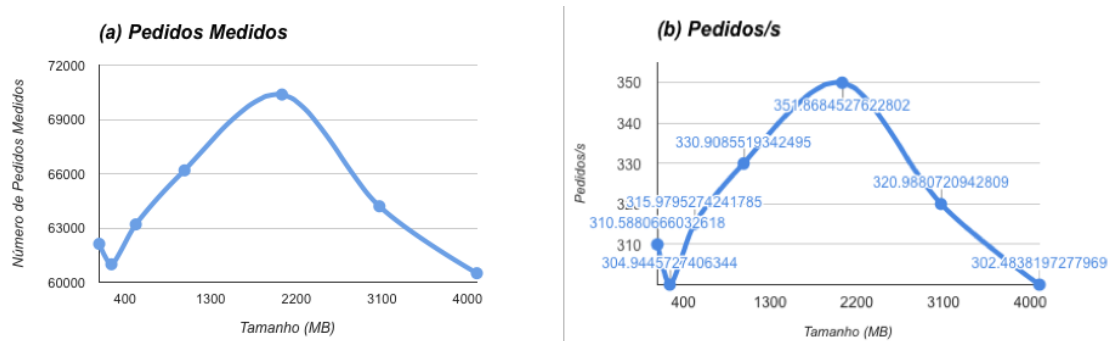 (a) Pedidos Medidos
72000
69000
66000
63000
60000
Número de Pedidos Medidos
400 1300 2200 3100 4000
Tamanho (MB)
(b) Pedidos/s
350
340
330
310
Pedidos/s
351.8684527622802
330.9085519342495
320.9880720942809
315.9795274241785
310.5880666032618
304.9445727406344
302.4838197277969
400 1300 2200 3100 4000
Tamanho (MB)